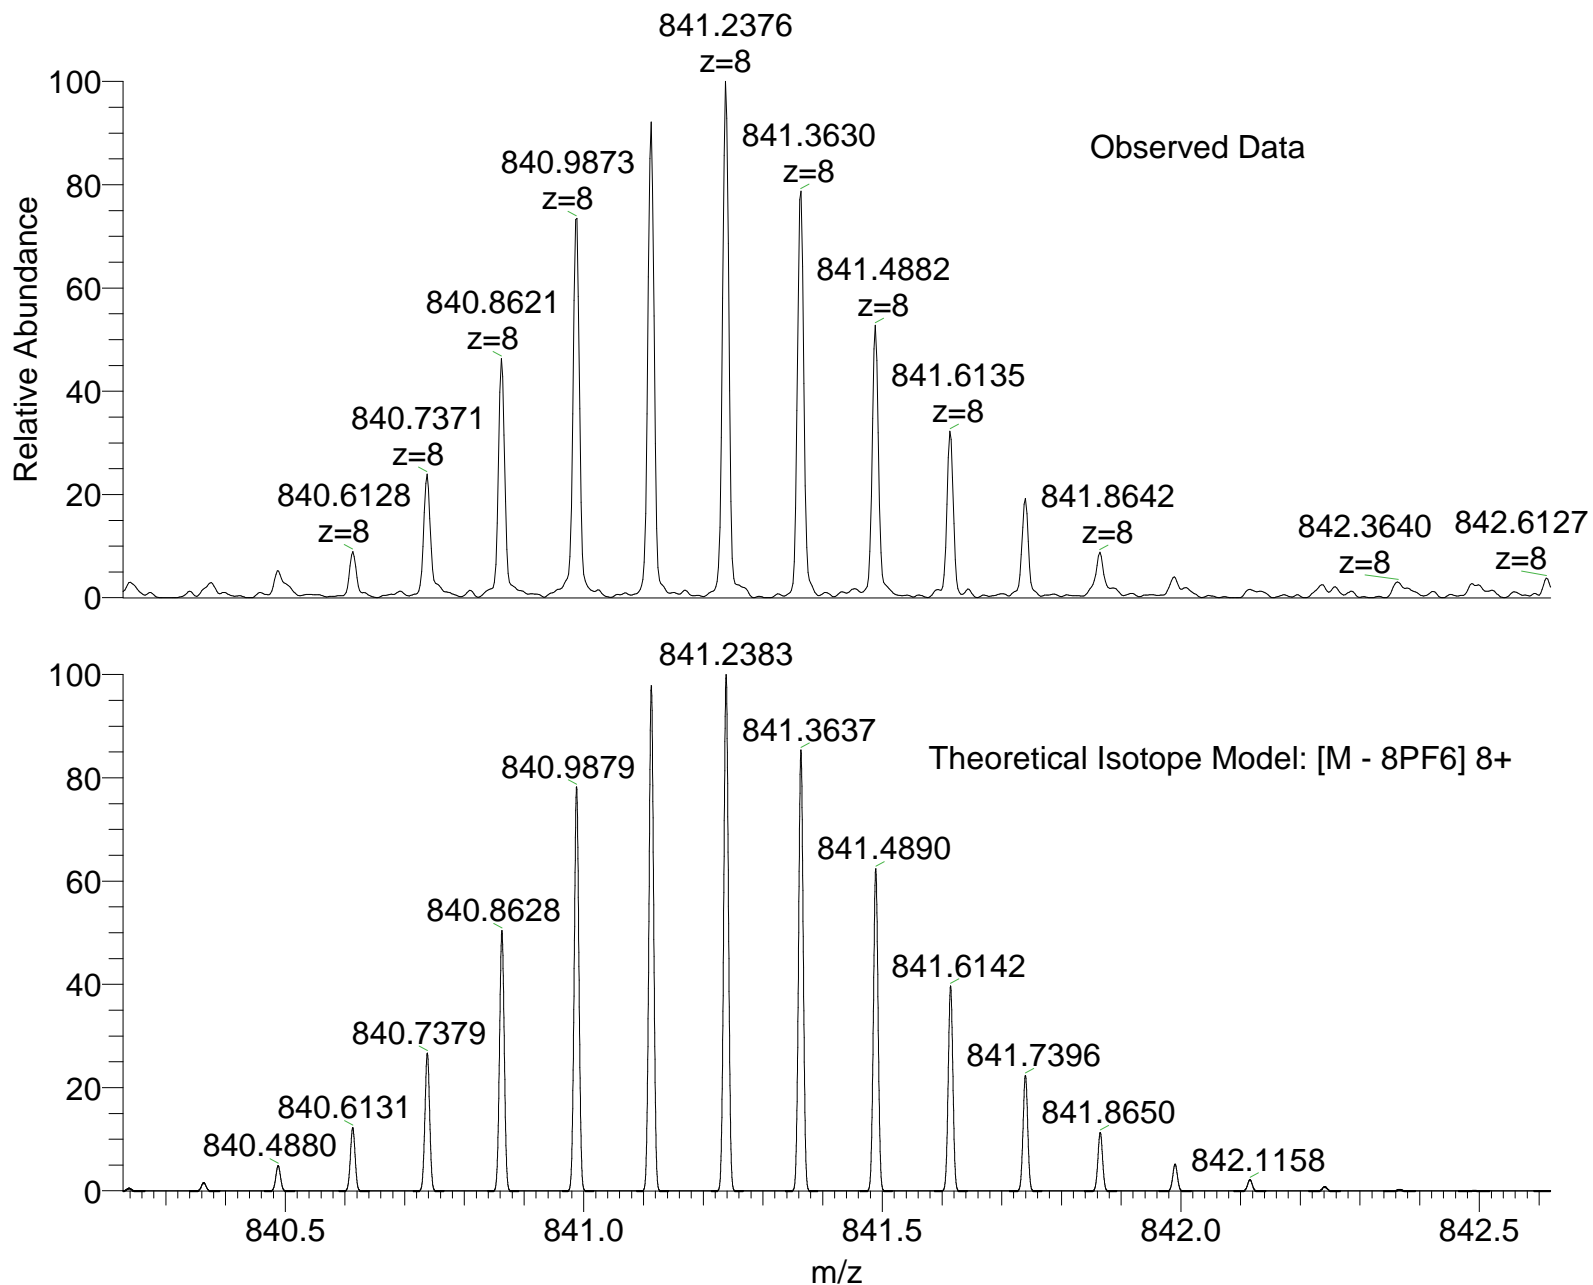 841.2376
z=8
100
841.3630
z=8
Observed Data
840.9873
z=8
80
841.4882
z=8
60
840.8621
z=8
841.6135
z=8
40
840.7371
z=8
20
840.6128
z=8
841.8642
z=8
842.3640
z=8
842.6127
z=8
0
Relative Abundance
841.2383
100
841.3637
Theoretical Isotope Model: [M - 8PF6] 8+
840.9879
80
841.4890
60
840.8628
841.6142
40
840.7379
841.7396
20
840.6131
841.8650
840.4880
842.1158
0
840.5 841.0 841.5 842.0 842.5
m/z